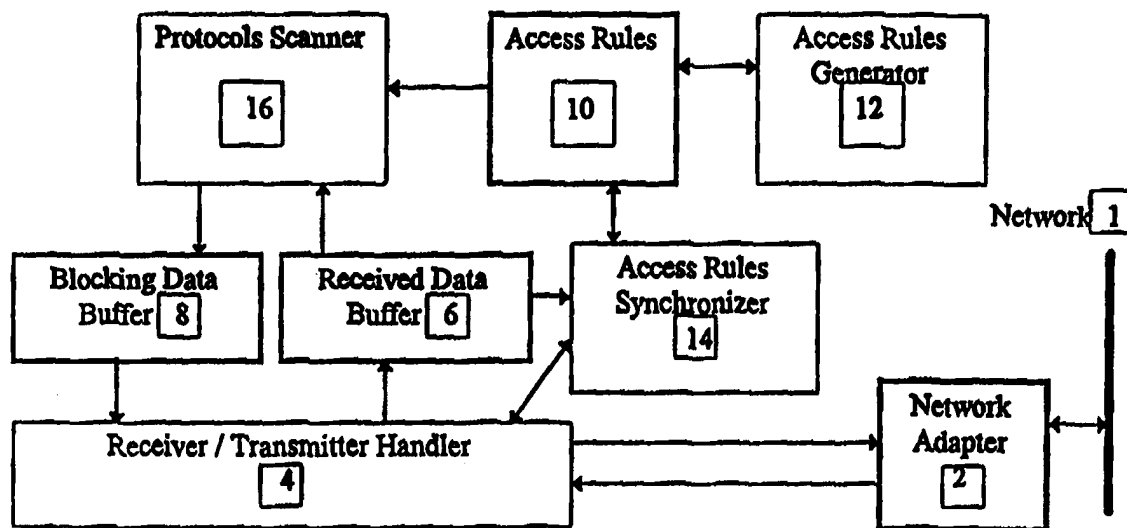 Protocols Scanner
16
Access Rules
10
Access Rules
Generator
12
Network 1
Blocking Data
Buffer 8
Received Data
Buffer 6
Access Rules
Synchronizer
14
Receiver / Transmitter Handler
4
Network
Adapter
2